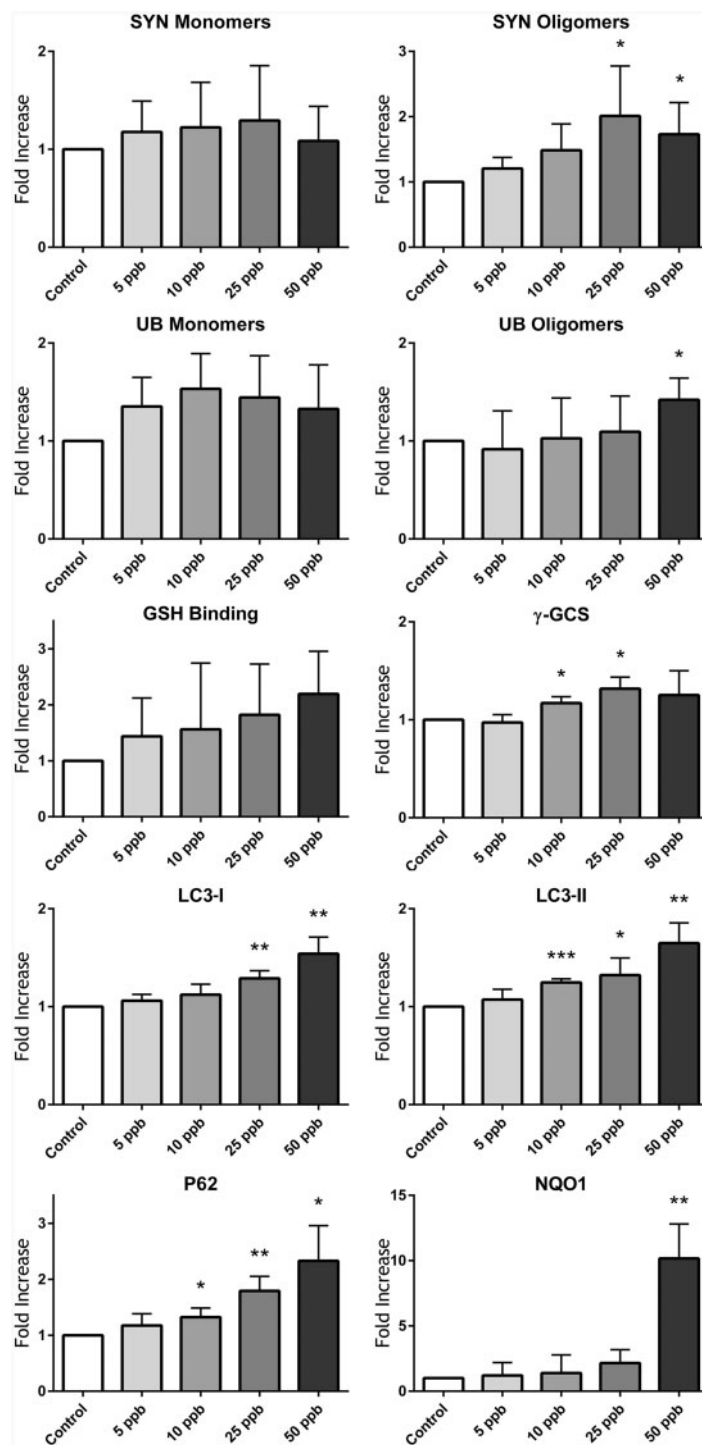 SYN Monomers
Fold Increase
2
1
0
Control
5 ppb
10 ppb
25 ppb
50 ppb
SYN Oligomers
Fold Increase
3
2
1
0
*
*
Control
5 ppb
10 ppb
25 ppb
50 ppb
UB Monomers
Fold Increase
2
1
0
Control
5 ppb
10 ppb
25 ppb
50 ppb
UB Oligomers
Fold Increase
2
1
0
*
Control
5 ppb
10 ppb
25 ppb
50 ppb
GSH Binding
Fold Increase
3
2
1
0
Control
5 ppb
10 ppb
25 ppb
50 ppb
γ-GCS
Fold Increase
2
1
0
*
*
Control
5 ppb
10 ppb
25 ppb
50 ppb
LC3-I
Fold Increase
2
1
0
**
**
Control
5 ppb
10 ppb
25 ppb
50 ppb
LC3-II
Fold Increase
2
1
0
***
*
**
Control
5 ppb
10 ppb
25 ppb
50 ppb
P62
Fold Increase
3
2
1
0
*
**
*
Control
5 ppb
10 ppb
25 ppb
50 ppb
NQO1
Fold Increase
15
10
5
0
**
Control
5 ppb
10 ppb
25 ppb
50 ppb